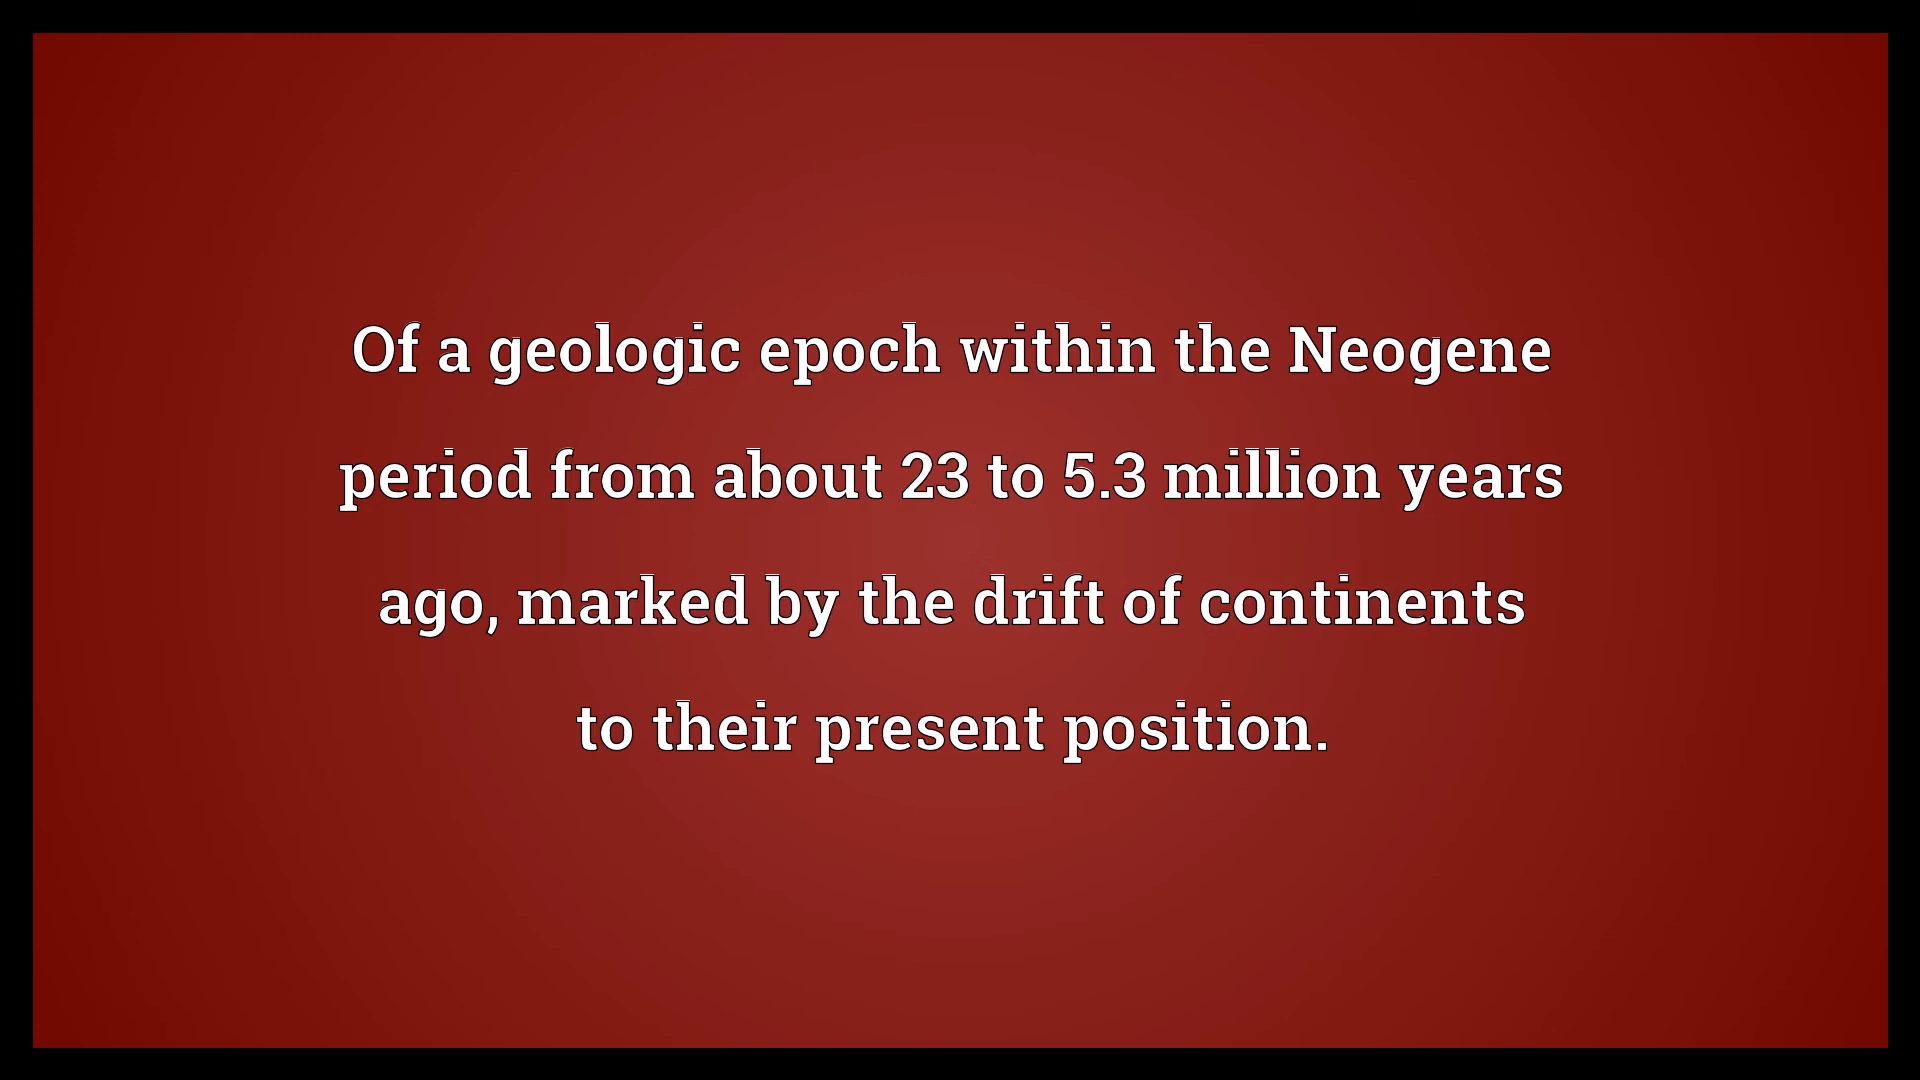 Of a geologic epoch within the Neogene
period from about 23 to 5.3 million years
ago, marked by the drift of continents
to their present position.